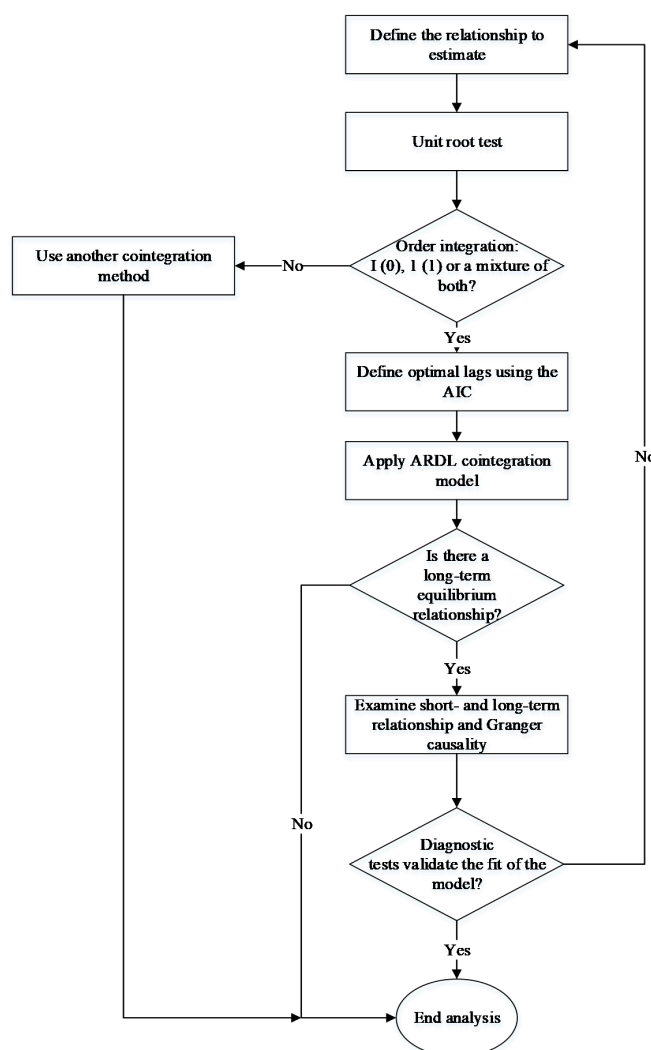 Define the relationship to
estimate
Unit root test
Order integration:
I (0), 1 (1) or a mixture of
both?
No
Use another cointegration
method
Yes
Define optimal lags using the
AIC
Apply ARDL cointegration
model
No
Is there a
long-term
equilibrium
relationship?
Yes
Examine short- and long-term
relationship and Granger
causality
No
Diagnostic
tests validate the fit of the
model?
Yes
End analysis